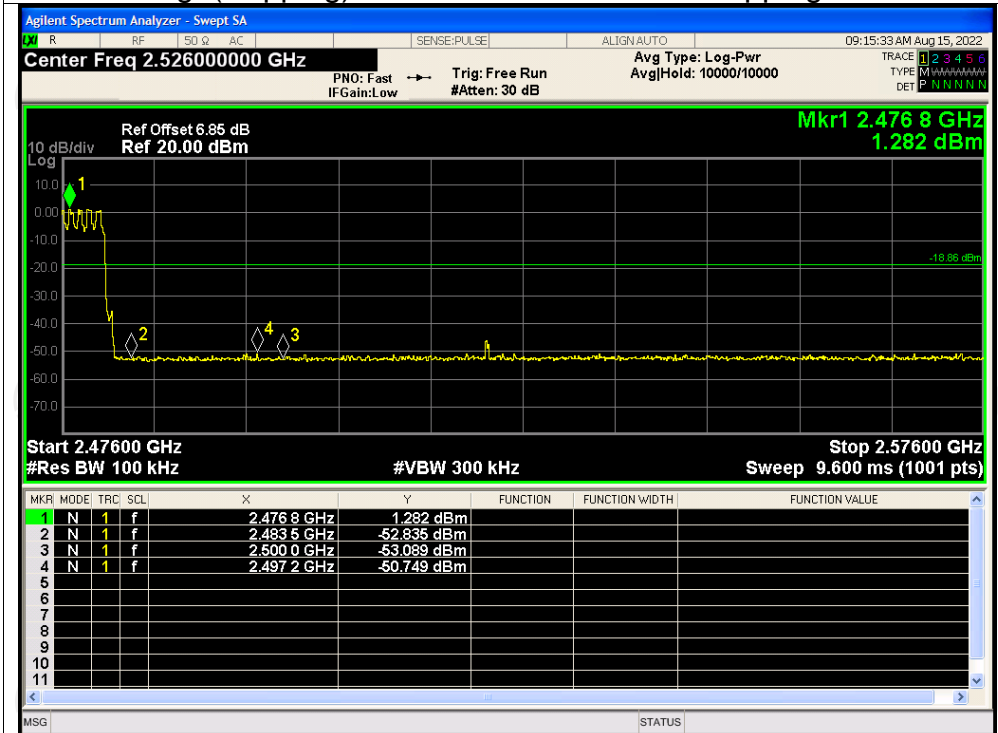 Agilent Spectrum Analyzer - Swept SA
LXI R RF 50 Ω AC SENSE:PULSE ALIGN AUTO 09:15:33 AM Aug 15, 2022
Center Freq 2.526000000 GHz
PNO: Fast
IFGain:Low
Trig: Free Run
#Atten: 30 dB
Avg Type: Log-Pwr
Avg|Hold: 10000/10000
TRACE 1 2 3 4 5 6
TYPE M
DET P N N N N N
Mkr1 2.476 8 GHz
1.282 dBm
Ref Offset 6.85 dB
10 dB/div Ref 20.00 dBm
Log
10.0
0.00
-10.0
-20.0
-30.0
-40.0
-50.0
-60.0
-70.0
1
2
4
3
-18.86 dBm
Start 2.47600 GHz Stop 2.57600 GHz
#Res BW 100 kHz #VBW 300 kHz Sweep 9.600 ms (1001 pts)
MKR MODE TRC SCL X Y FUNCTION FUNCTION WIDTH FUNCTION VALUE
1 N 1 f 2.476 8 GHz 1.282 dBm
2 N 1 f 2.483 5 GHz -52.835 dBm
3 N 1 f 2.500 0 GHz -53.089 dBm
4 N 1 f 2.497 2 GHz -50.749 dBm
5
6
7
8
9
10
11
MSG STATUS